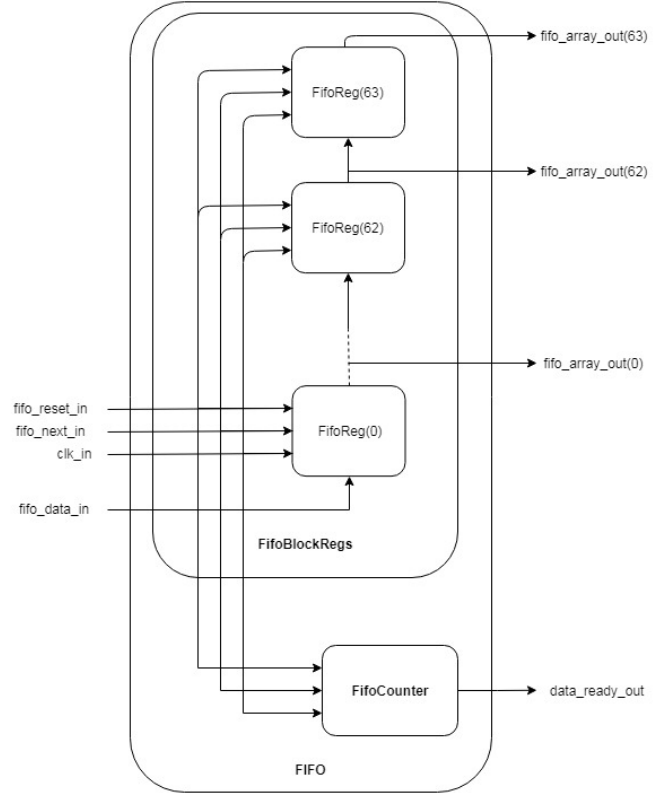 fifo_array_out(63)
FifoReg(63)
fifo_array_out(62)
FifoReg(62)
fifo_array_out(0)
fifo_reset_in
fifo_next_in
FifoReg(0)
clk_in
fifo_data_in
FifoBlockRegs
FifoCounter
data_ready_out
FIFO